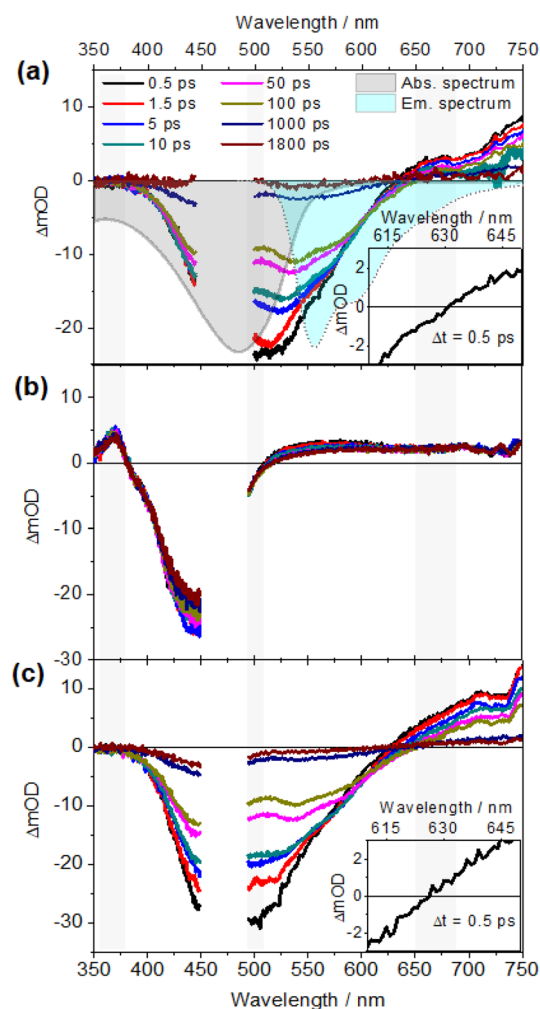 Wavelength / nm
350 400 450 500 550 600 650 700 750
(a)
0.5 ps 50 ps Abs. spectrum
1.5 ps 100 ps Em. spectrum
5 ps 1000 ps
10 ps 1800 ps
10
0
-10
-20
ΔmOD
Wavelength / nm
615 630 645
2
0
-2
ΔmOD
Δt = 0.5 ps
(b)
10
0
-10
-20
-30
ΔmOD
(c)
10
0
-10
-20
-30
ΔmOD
Wavelength / nm
615 630 645
2
0
-2
ΔmOD
Δt = 0.5 ps
350 400 450 500 550 600 650 700 750
Wavelength / nm